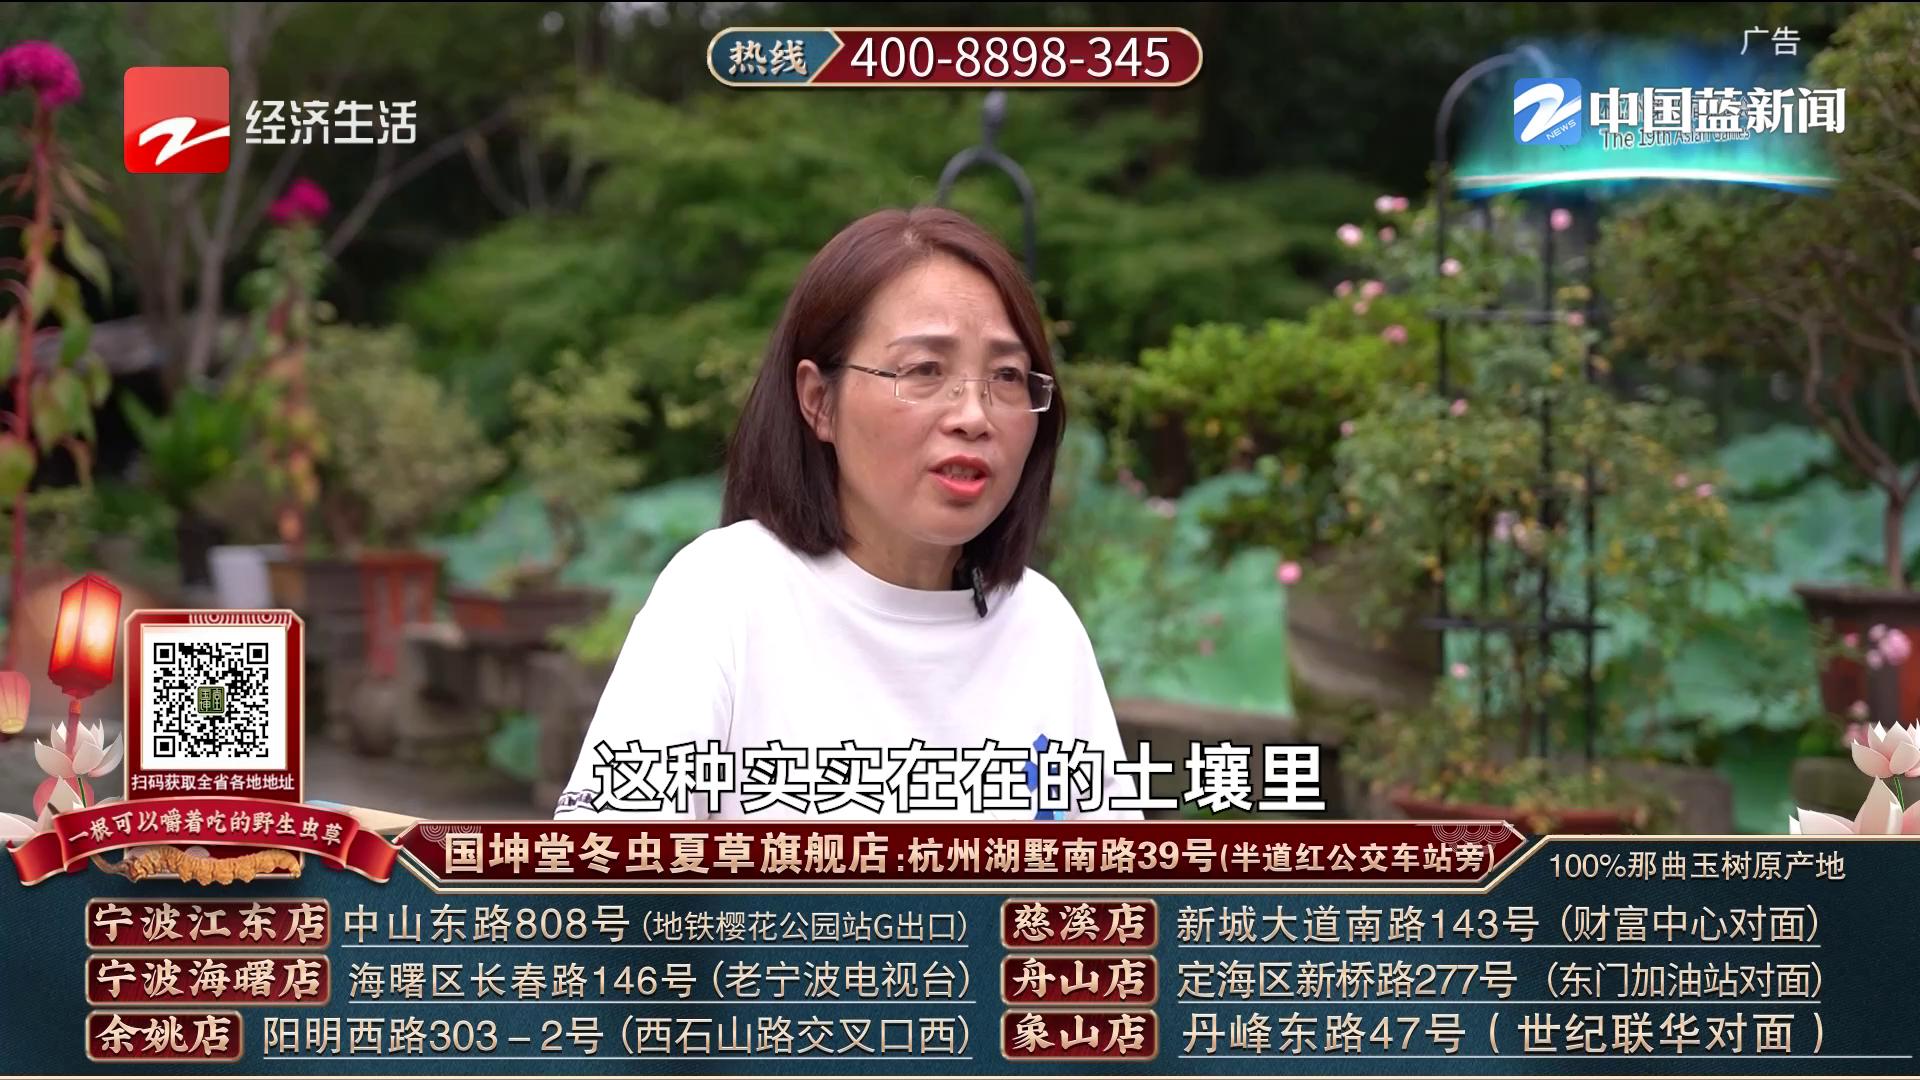 广告
热线 400-8898-345
经济生活
NEWS 中国蓝新闻
The 19th Asian Games
国坤堂
扫码获取全省各地地址
这种实实在在的土壤里
一根可以嚼着吃的野生虫草
国坤堂冬虫夏草旗舰店:杭州湖墅南路39号(半道红公交车站旁)
100%那曲玉树原产地
宁波江东店 中山东路808号(地铁樱花公园站G出口)
慈溪店 新城大道南路143号(财富中心对面)
宁波海曙店 海曙区长春路146号(老宁波电视台)
舟山店 定海区新桥路277号(东门加油站对面)
余姚店 阳明西路303-2号(西石山路交叉口西)
象山店 丹峰东路47号(世纪联华对面)